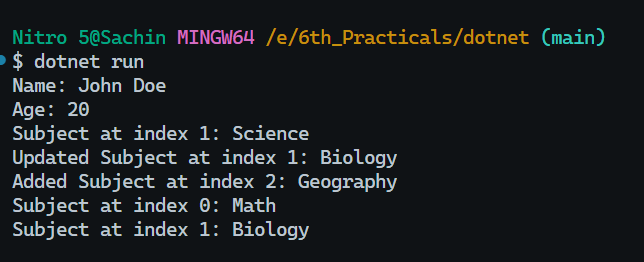 Nitro 5@Sachin MINGW64 /e/6th_Practicals/dotnet (main)
$ dotnet run
Name: John Doe
Age: 20
Subject at index 1: Science
Updated Subject at index 1: Biology
Added Subject at index 2: Geography
Subject at index 0: Math
Subject at index 1: Biology